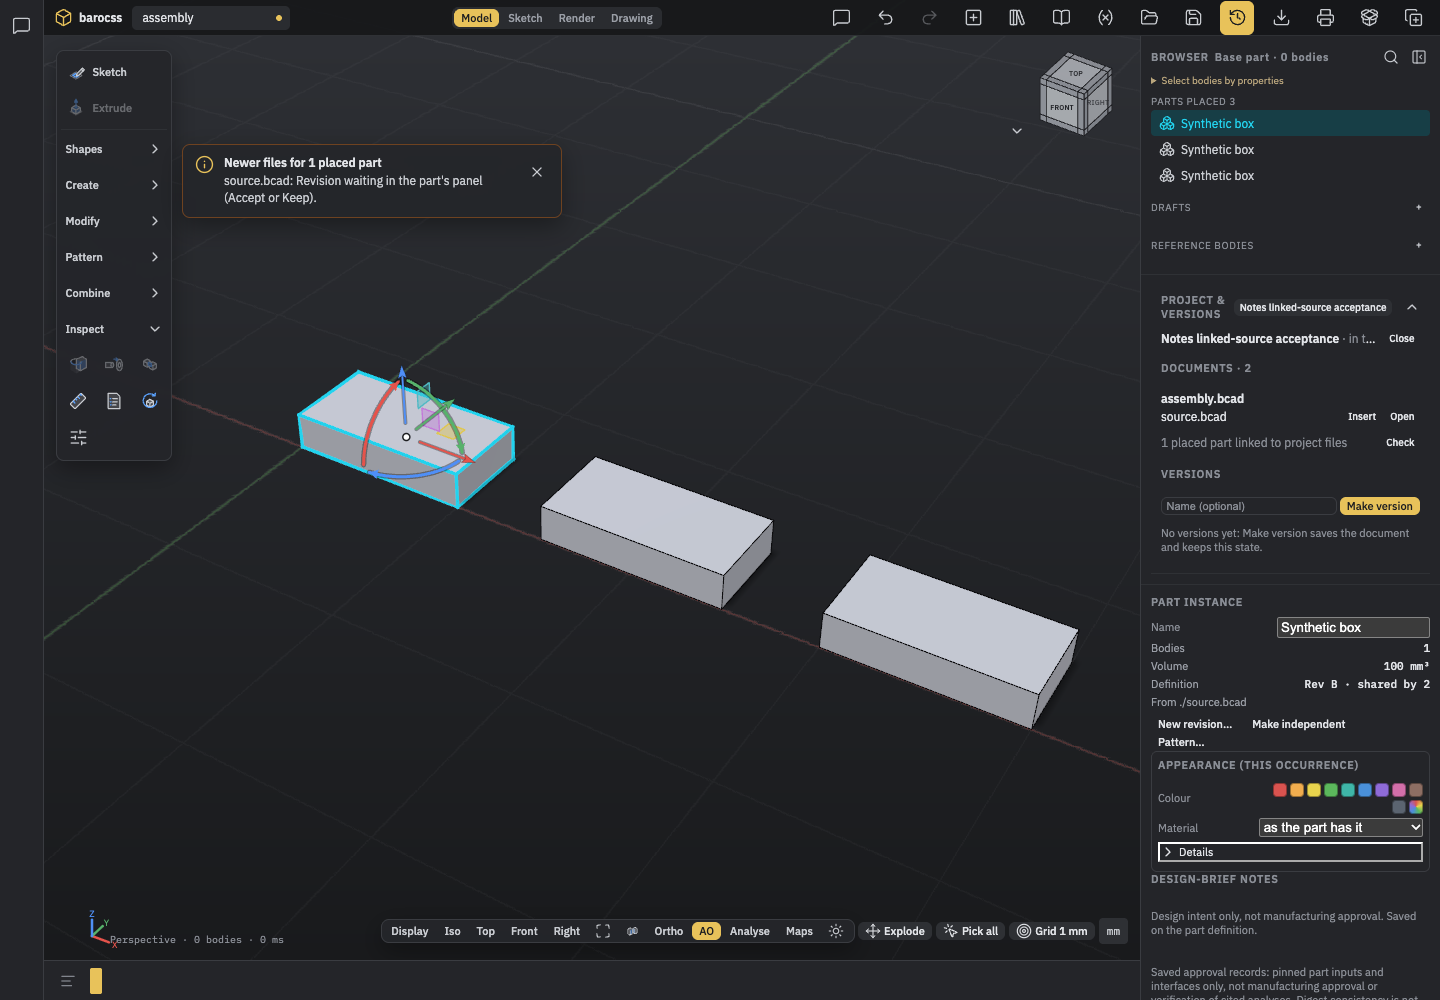 barocss
assembly
Model
Sketch
Render
Drawing
Sketch
Extrude
Shapes
Create
Modify
Pattern
Combine
Inspect
Newer files for 1 placed part
source.bcad: Revision waiting in the part's panel
(Accept or Keep).
TOP
FRONT
RIGHT
BROWSER Base part · 0 bodies
Select bodies by properties
PARTS PLACED 3
Synthetic box
Synthetic box
Synthetic box
DRAFTS +
REFERENCE BODIES +
PROJECT &
VERSIONS
Notes linked-source acceptance
Notes linked-source acceptance · in t... Close
DOCUMENTS · 2
assembly.bcad
source.bcad Insert Open
1 placed part linked to project files Check
VERSIONS
Name (optional) Make version
No versions yet: Make version saves the document
and keeps this state.
PART INSTANCE
Name Synthetic box
Bodies 1
Volume 100 mm³
Definition Rev B · shared by 2
From ./source.bcad
New revision... Make independent
Pattern...
APPEARANCE (THIS OCCURRENCE)
Colour
Material as the part has it
Details
DESIGN-BRIEF NOTES
Design intent only, not manufacturing approval. Saved
on the part definition.
Saved approval records: pinned part inputs and
interfaces only, not manufacturing approval or
verification of cited analyses. Digest consistency is not
Z
Y
X
Perspective · 0 bodies · 0 ms
Display Iso Top Front Right Ortho AO Analyse Maps Explode Pick all Grid 1 mm mm